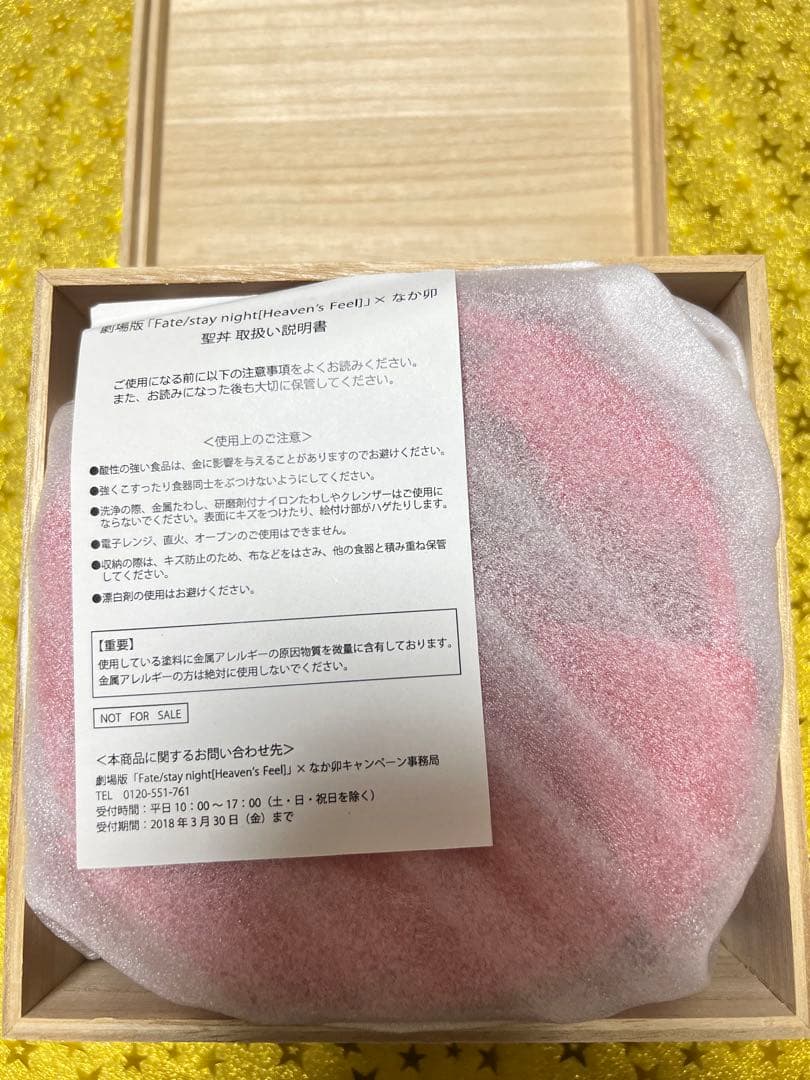 劇場版「Fate/stay night[Heaven's Feel]」× なか卯
聖丼 取扱い説明書
ご使用になる前に以下の注意事項をよくお読みください。
また、お読みになった後も大切に保管してください。
＜使用上のご注意＞
●酸性の強い食品は、金に影響を与えることがありますのでお避けください。
●強くこすったり食器同士をぶつけないようにしてください。
●洗浄の際、金属たわし、研磨剤付ナイロンたわしやクレンザーはご使用に
ならないでください。表面にキズをつけたり、絵付け部がハゲたりします。
●電子レンジ、直火、オーブンのご使用はできません。
●収納の際は、キズ防止のため、布などをはさみ、他の食器と積み重ね保管
してください。
●漂白剤の使用はお避けください。
【重要】
使用している塗料に金属アレルギーの原因物質を微量に含有しております。
金属アレルギーの方は絶対に使用しないでください。
NOT FOR SALE
＜本商品に関するお問い合わせ先＞
劇場版「Fate/stay night[Heaven's Feel]」× なか卯キャンペーン事務局
TEL 0120-551-761
受付時間：平日 10：00 〜 17：00（土・日・祝日を除く）
受付期間：2018 年 3 月 30 日（金）まで